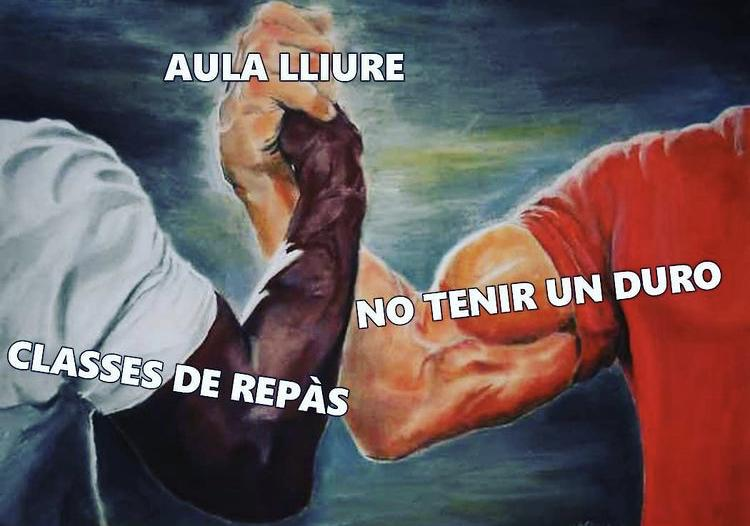 AULA LLIURE
NO TENIR UN DURO
CLASSES DE REPÀS